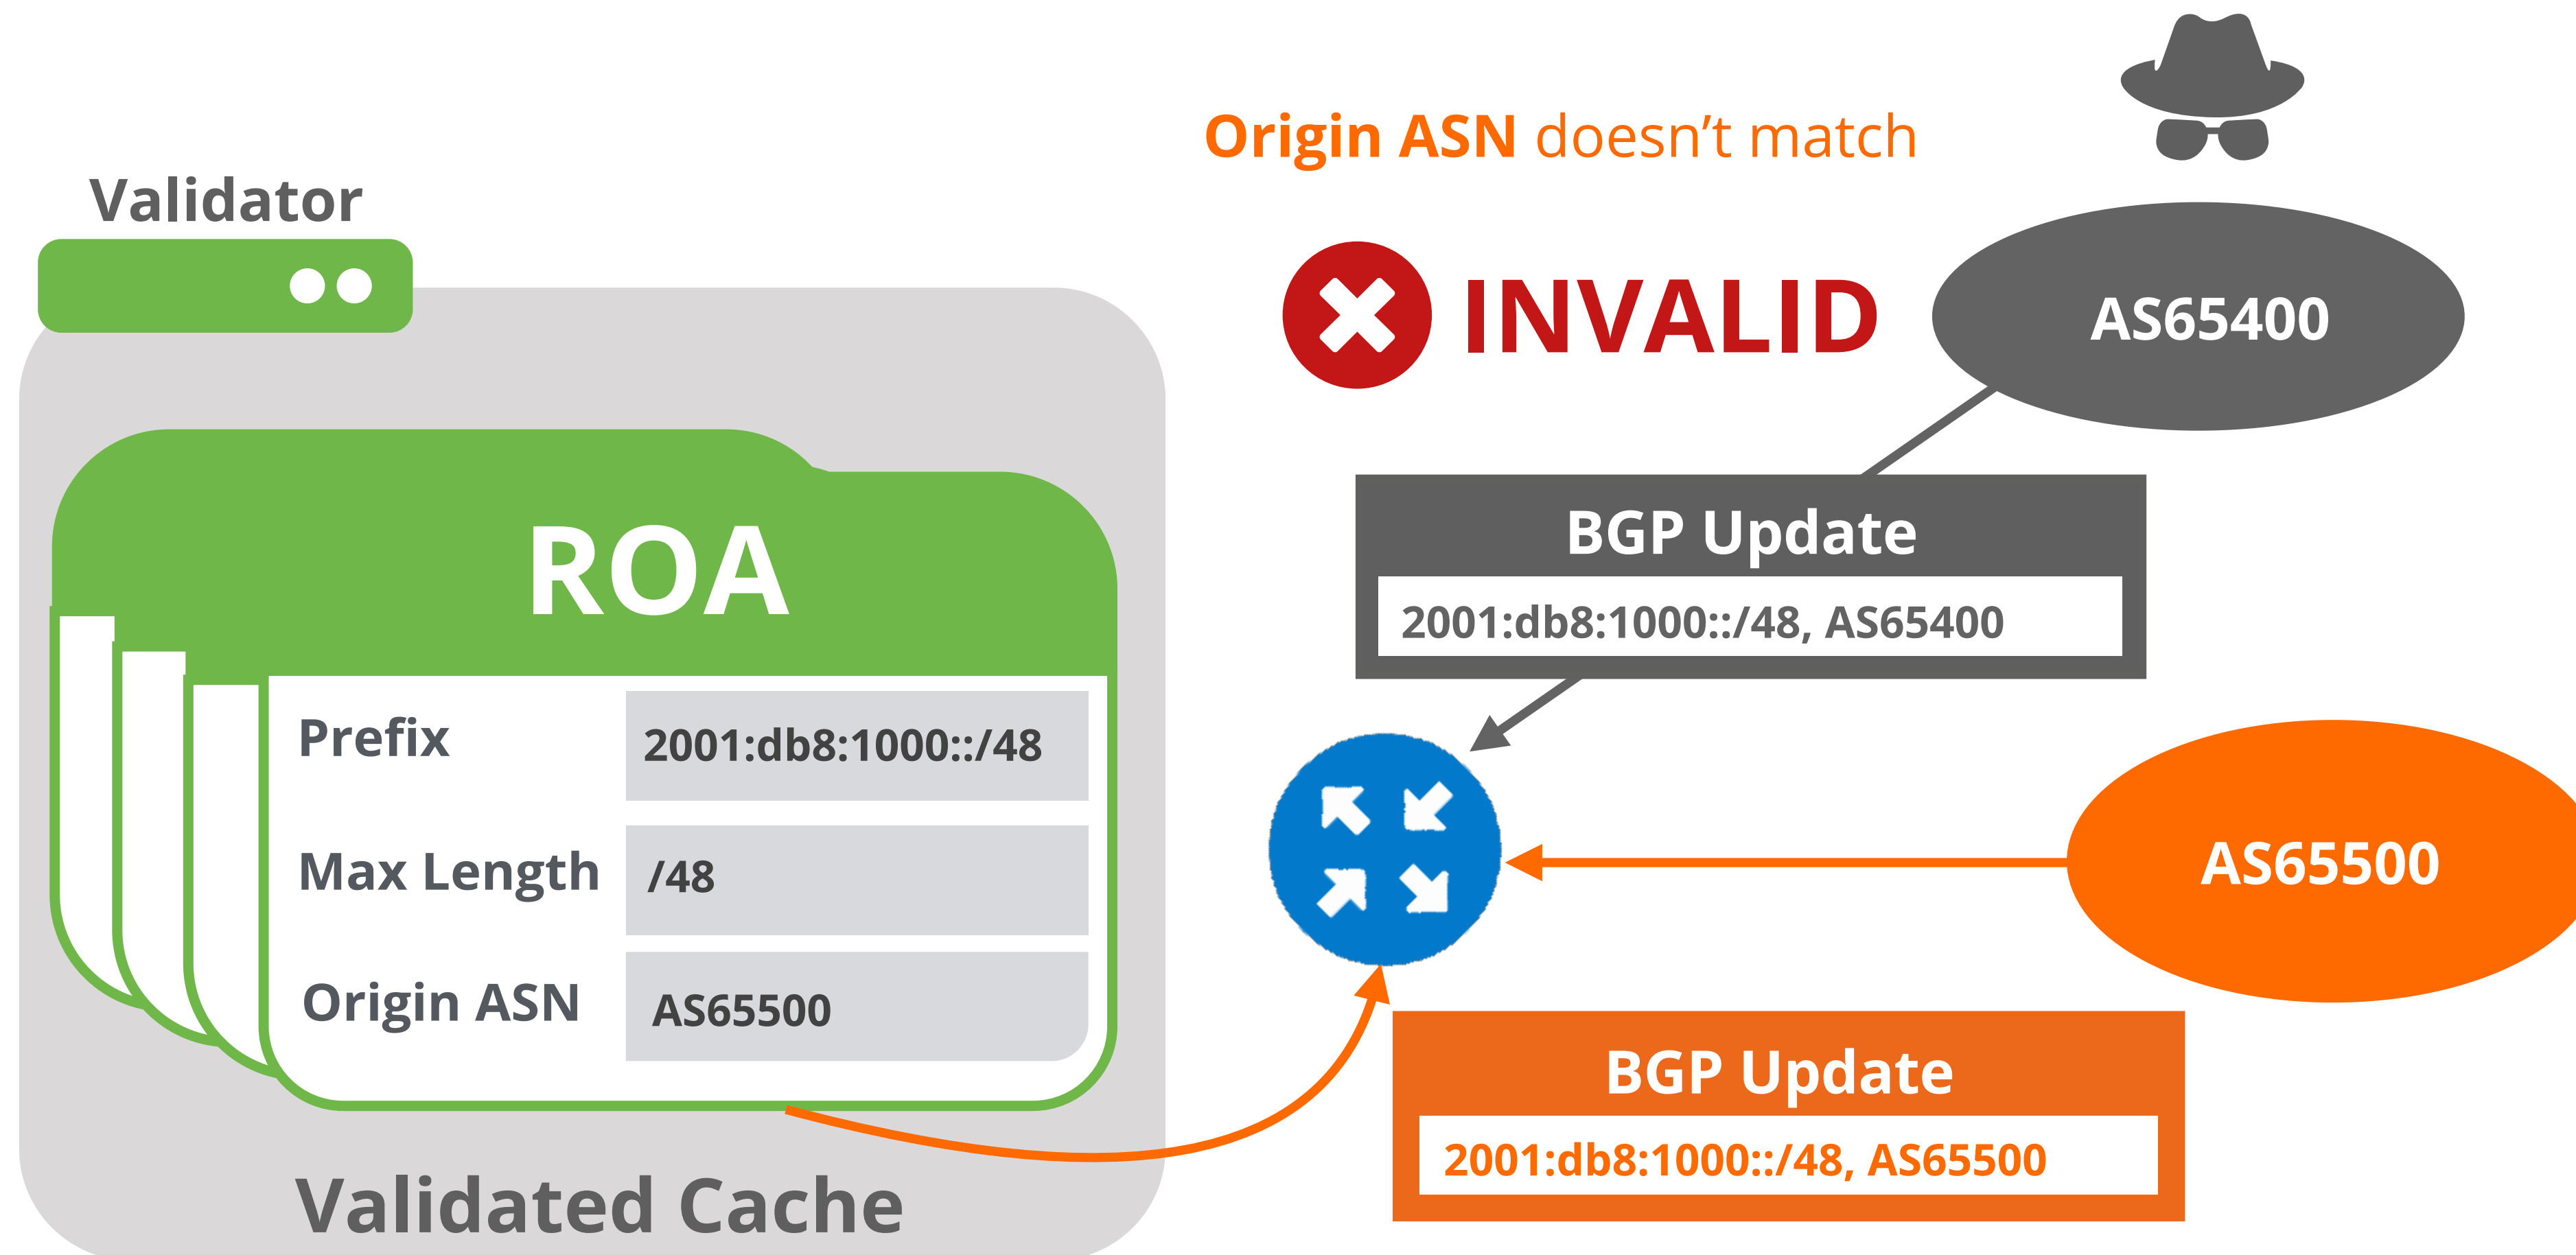 Origin ASN doesn’t match
Validator
INVALID
AS65400
ROA
BGP Update
2001:db8:1000::/48, AS65400
Prefix
2001:db8:1000::/48
Max Length
/48
AS65500
Origin ASN
AS65500
BGP Update
2001:db8:1000::/48, AS65500
Validated Cache